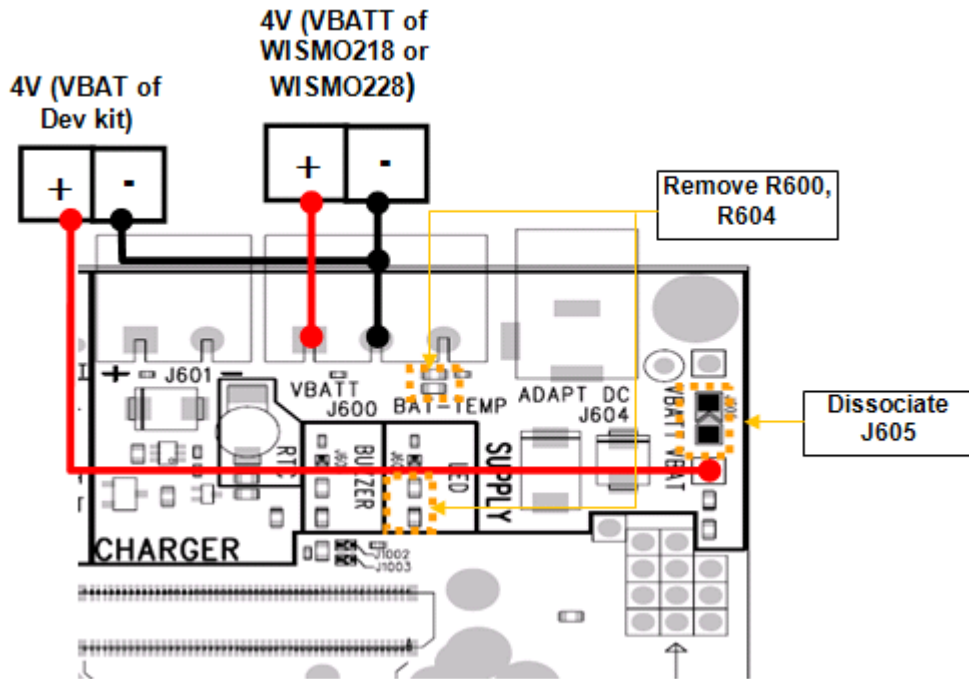 4V (VBATT of
WISMO218 or
WISMO228)
4V (VBAT of
Dev kit)
+ -
+ -
Remove R600,
R604
Dissociate
J605
+ J601 -
VBATT
J600
BAT-TEMP
ADAPT DC
J604
VBATT VBAT
BUZZER
LED
SUPPLY
CHARGER
J1002
J1003